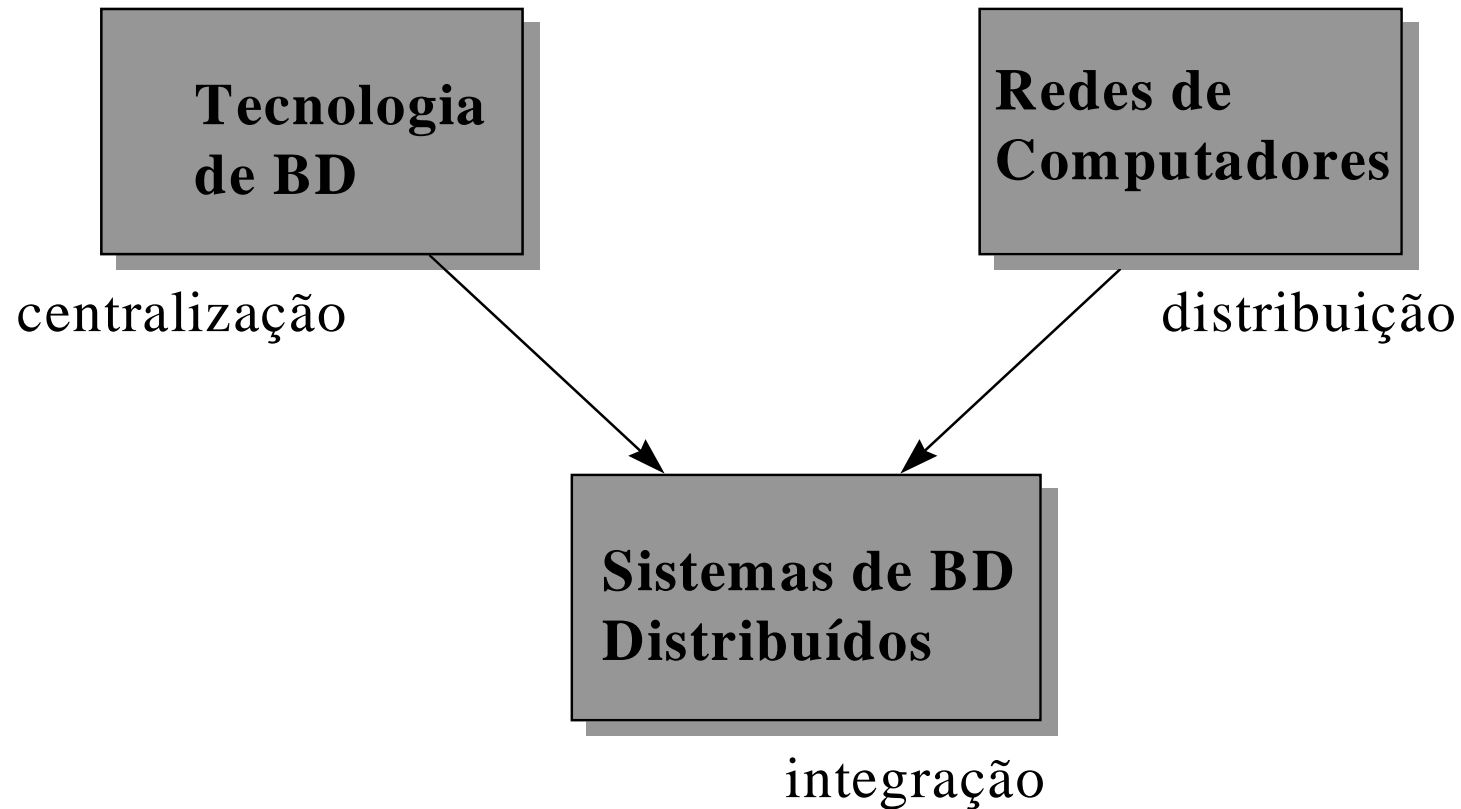 Tecnologia
de BD
Redes de
Computadores
centralização
distribuição
Sistemas de BD
Distribuídos
integração